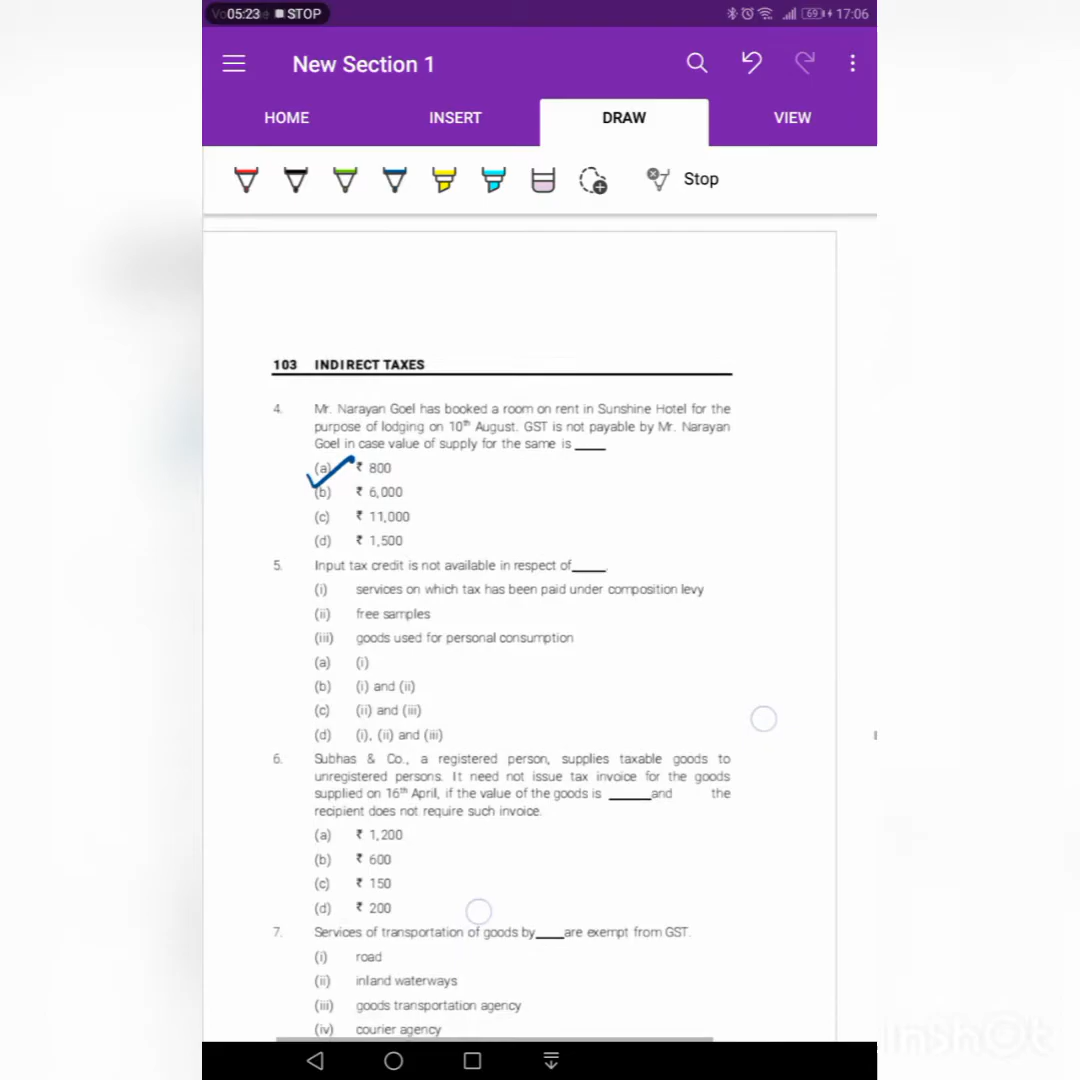 05:23 STOP
69 17:06
New Section 1
HOME INSERT DRAW VIEW
Stop
103 INDIRECT TAXES
4. Mr. Narayan Goel has booked a room on rent in Sunshine Hotel for the
purpose of lodging on 10th August. GST is not payable by Mr. Narayan
Goel in case value of supply for the same is ____
(a) ₹ 800
(b) ₹ 6,000
(c) ₹ 11,000
(d) ₹ 1,500
5. Input tax credit is not available in respect of____.
(i) services on which tax has been paid under composition levy
(ii) free samples
(iii) goods used for personal consumption
(a) (i)
(b) (i) and (ii)
(c) (ii) and (iii)
(d) (i), (ii) and (iii)
6. Subhas & Co., a registered person, supplies taxable goods to
unregistered persons. It need not issue tax invoice for the goods
supplied on 16th April, if the value of the goods is ____and the
recipient does not require such invoice.
(a) ₹ 1,200
(b) ₹ 600
(c) ₹ 150
(d) ₹ 200
7. Services of transportation of goods by____are exempt from GST.
(i) road
(ii) inland waterways
(iii) goods transportation agency
(iv) courier agency
InshOt